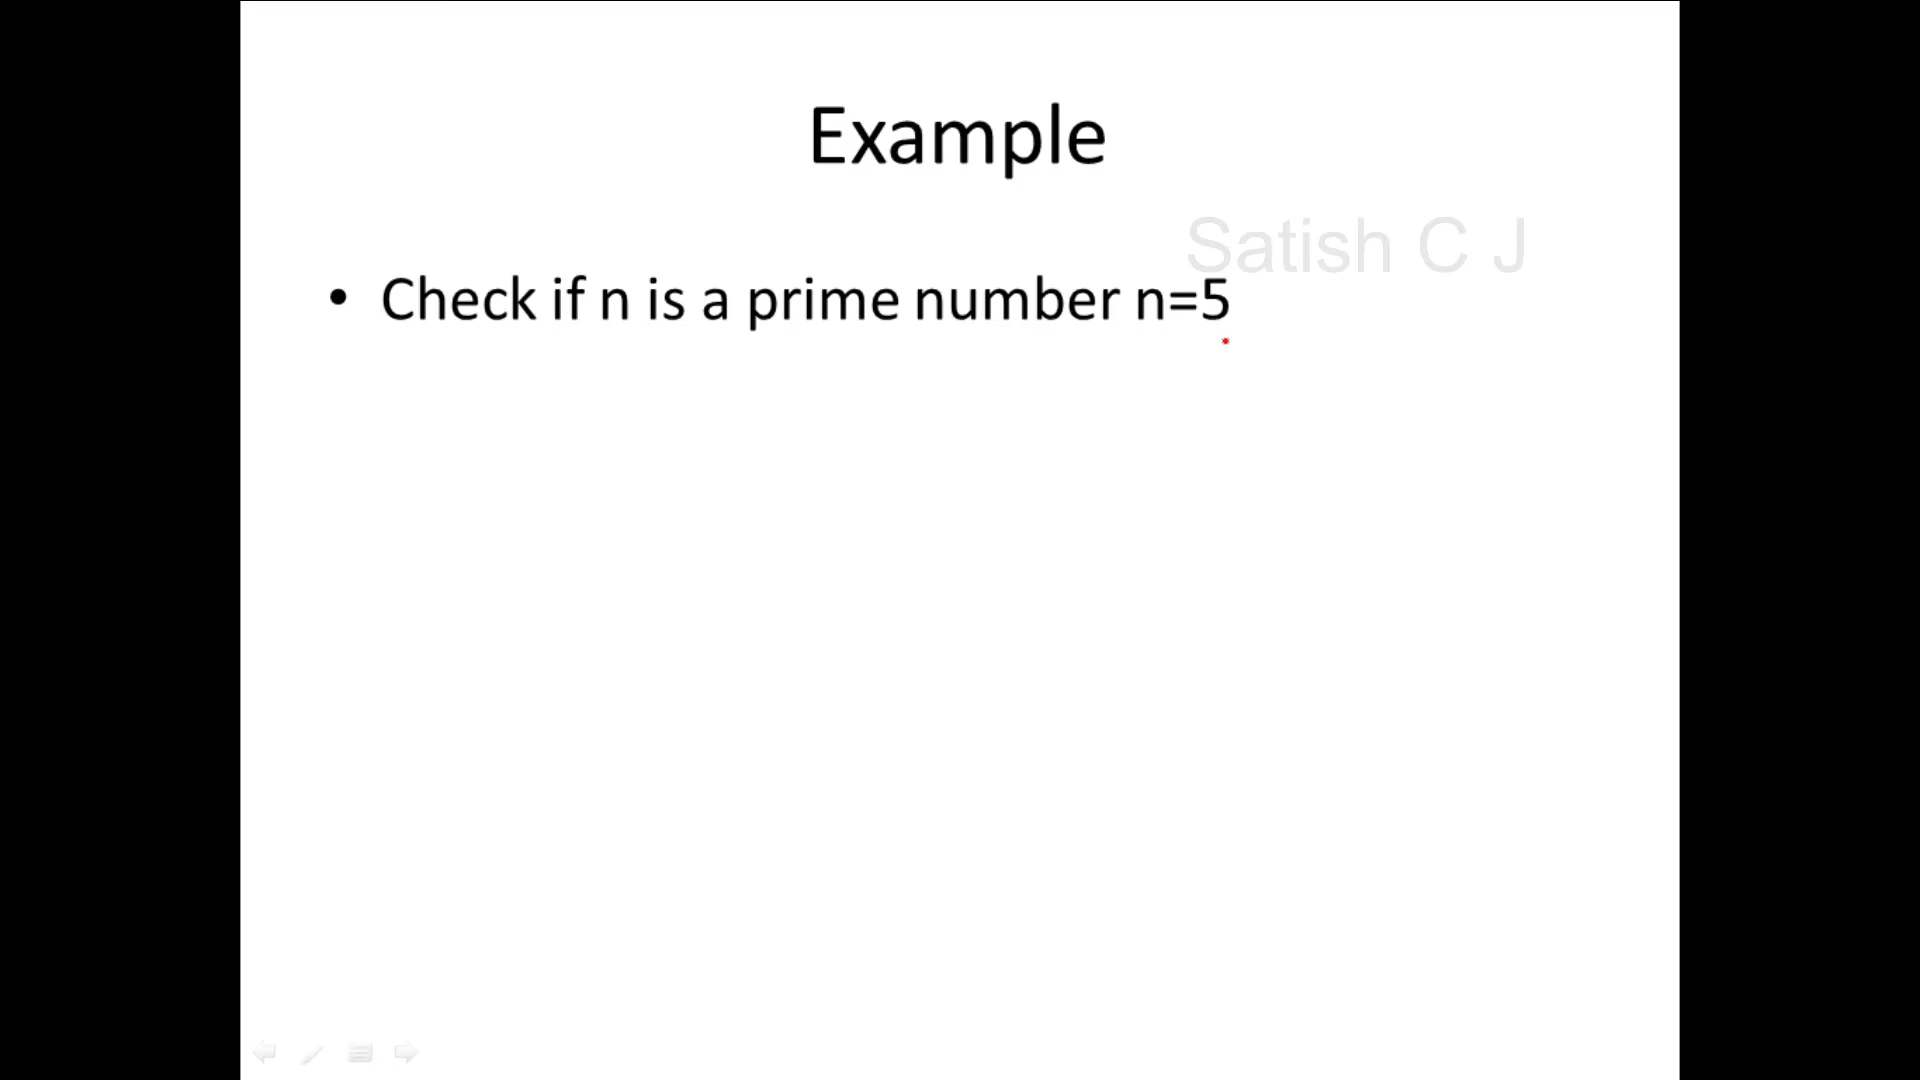 Example
Satish C J
• Check if n is a prime number n=5